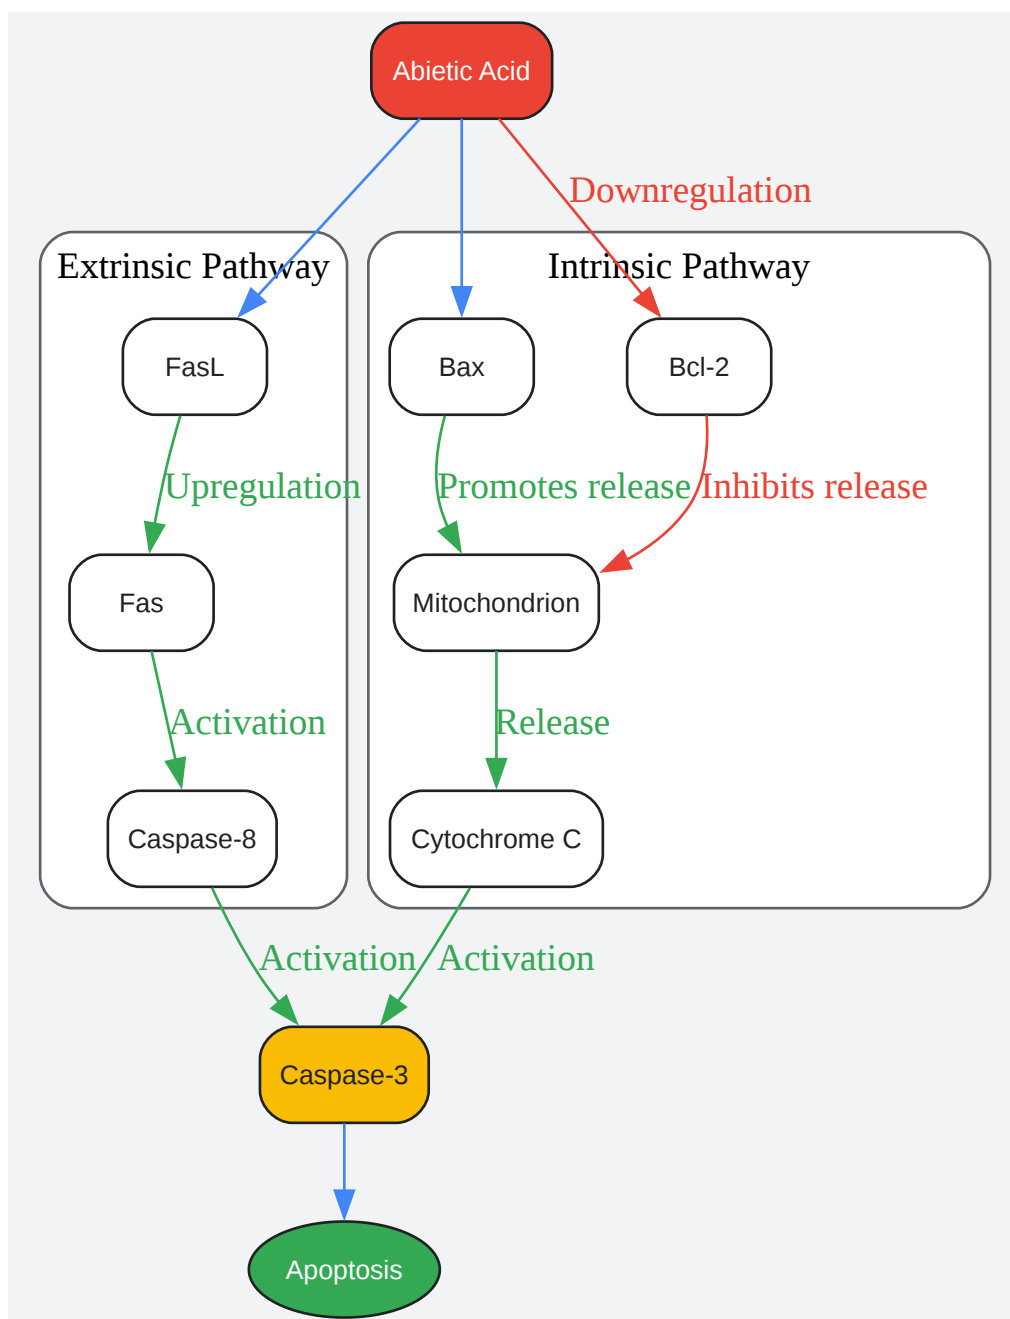 Abietic Acid
Downregulation
Extrinsic Pathway
Intrinsic Pathway
FasL
Bax
Bcl-2
Upregulation
Promotes release
Inhibits release
Fas
Mitochondrion
Activation
Release
Caspase-8
Cytochrome C
Activation
Activation
Caspase-3
Apoptosis